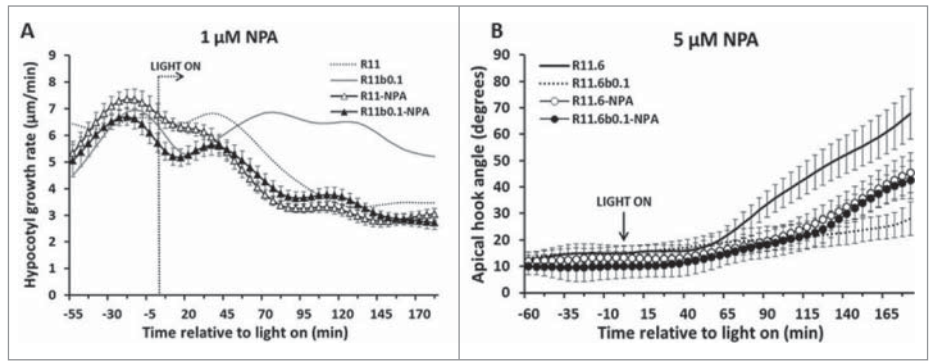 A
1 µM NPA
R11
R11b0.1
R11-NPA
R11b0.1-NPA
LIGHT ON
Hypocotyl growth rate (µm/min)
9
8
7
6
5
4
3
2
1
0
-55 -30 -5 20 45 70 95 120 145 170
Time relative to light on (min)
B
5 µM NPA
R11.6
R11.6b0.1
R11.6-NPA
R11.6b0.1-NPA
LIGHT ON
Apical hook angle (degrees)
90
80
70
60
50
40
30
20
10
0
-60 -35 -10 15 40 65 90 115 140 165
Time relative to light on (min)